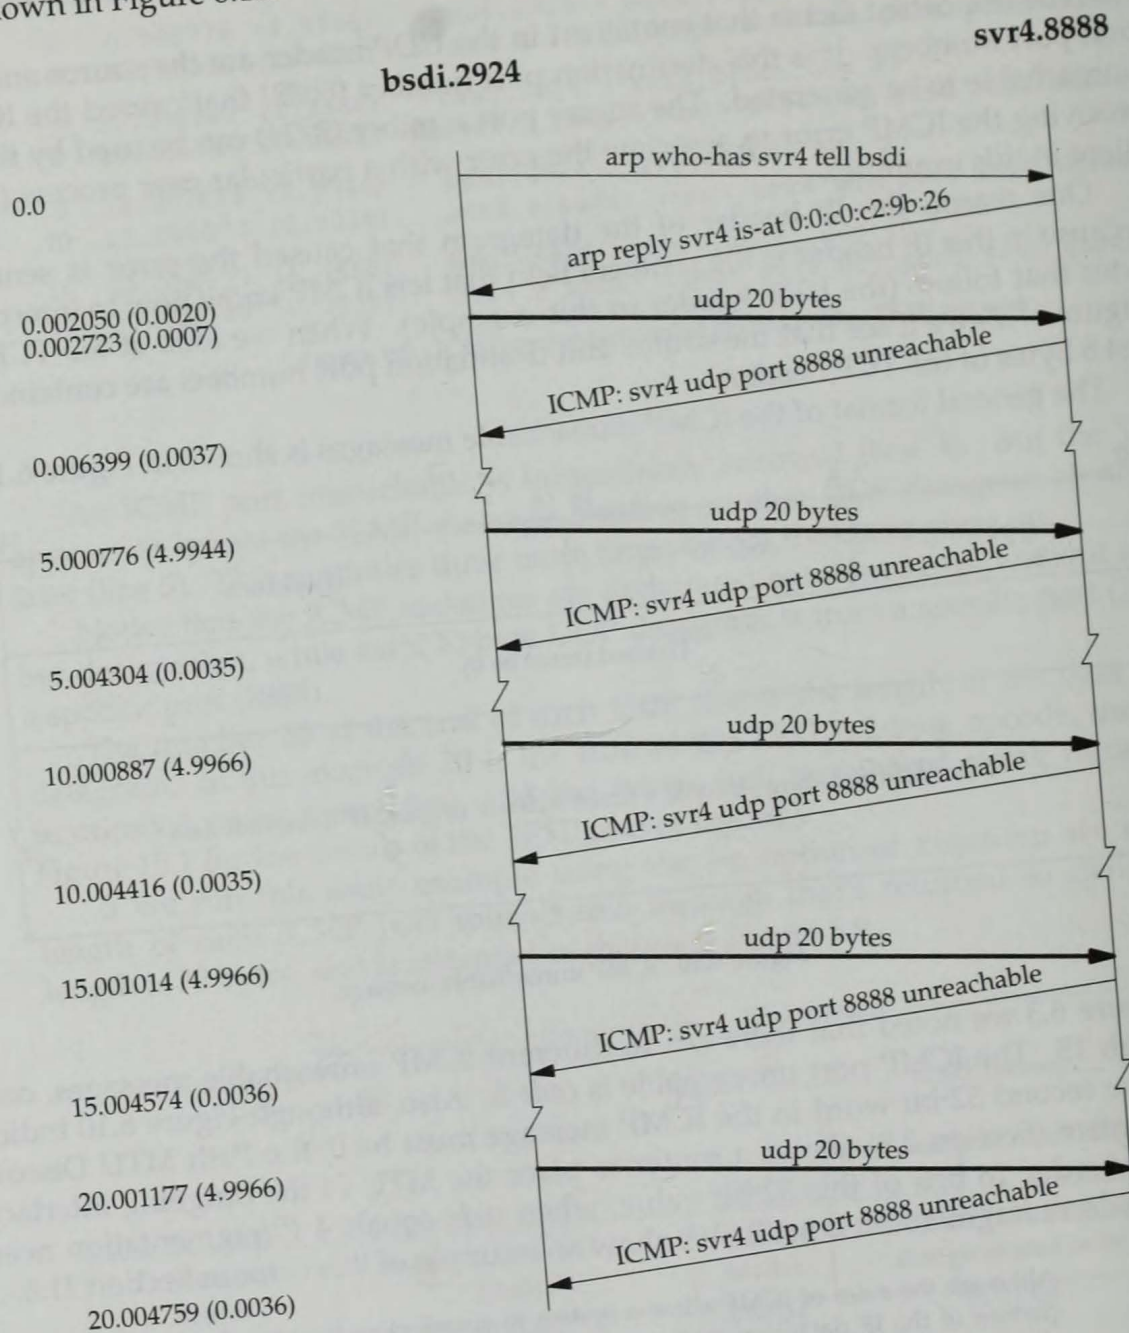 own in Figure
svr4.8888
bsdi.2924
0.0
arp who-has svr4 tell bsdi
arp reply svr4 is-at 0:0:c0:c2:9b:26
0.002050 (0.0020)
0.002723 (0.0007)
udp 20 bytes
ICMP: svr4 udp port 8888 unreachable
0.006399 (0.0037)
5.000776 (4.9944)
udp 20 bytes
ICMP: svr4 udp port 8888 unreachable
5.004304 (0.0035)
10.000887 (4.9966)
udp 20 bytes
ICMP: svr4 udp port 8888 unreachable
10.004416 (0.0035)
15.001014 (4.9966)
udp 20 bytes
ICMP: svr4 udp port 8888 unreachable
15.004574 (0.0036)
20.001177 (4.9966)
udp 20 bytes
ICMP: svr4 udp port 8888 unreachable
20.004759 (0.0036)